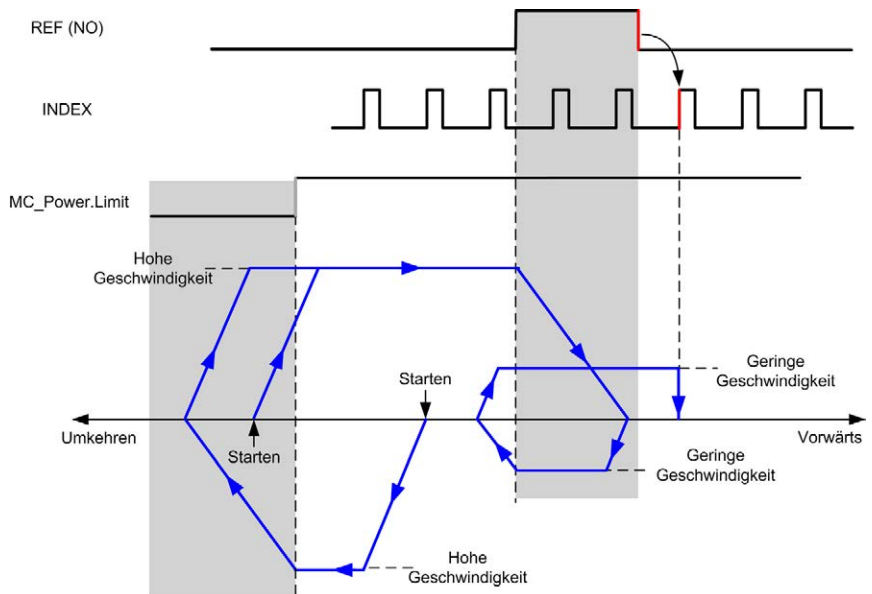 REF (NO)
INDEX
MC_Power.Limit
Hohe
Geschwindigkeit
Starten
Geringe
Geschwindigkeit
Umkehren
Starten
Vorwärts
Geringe
Geschwindigkeit
Hohe
Geschwindigkeit